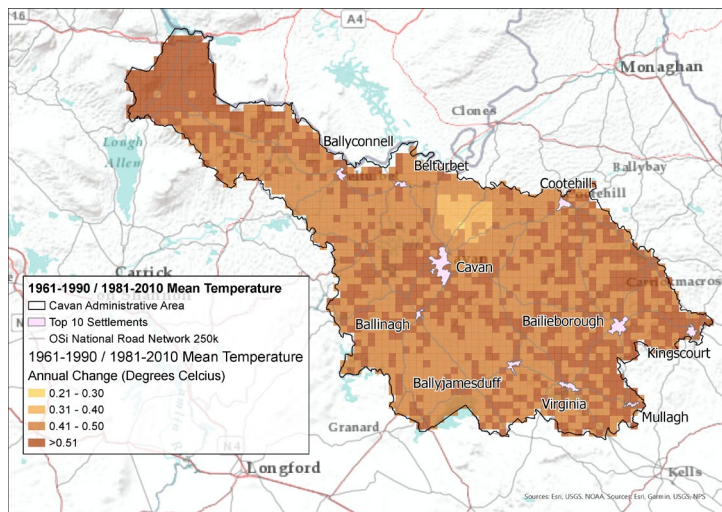 16
A4
Monaghan
Clones
Ballyconnell
Belturbet
Ballybay
Lough
Allen
Cootehill
Carrick
Cavan
Ballinagh
Bailieborough
Kingscourt
Ballyjamesduff
Virginia
Mullagh
Granard
N4
Longford
Kells
1961-1990 / 1981-2010 Mean Temperature
Cavan Administrative Area
Top 10 Settlements
OSi National Road Network 250k
1961-1990 / 1981-2010 Mean Temperature
Annual Change (Degrees Celcius)
0.21 - 0.30
0.31 - 0.40
0.41 - 0.50
>0.51
Sources: Esri, USGS, NOAA, Sources: Esri, Garmin, USGS, NPS